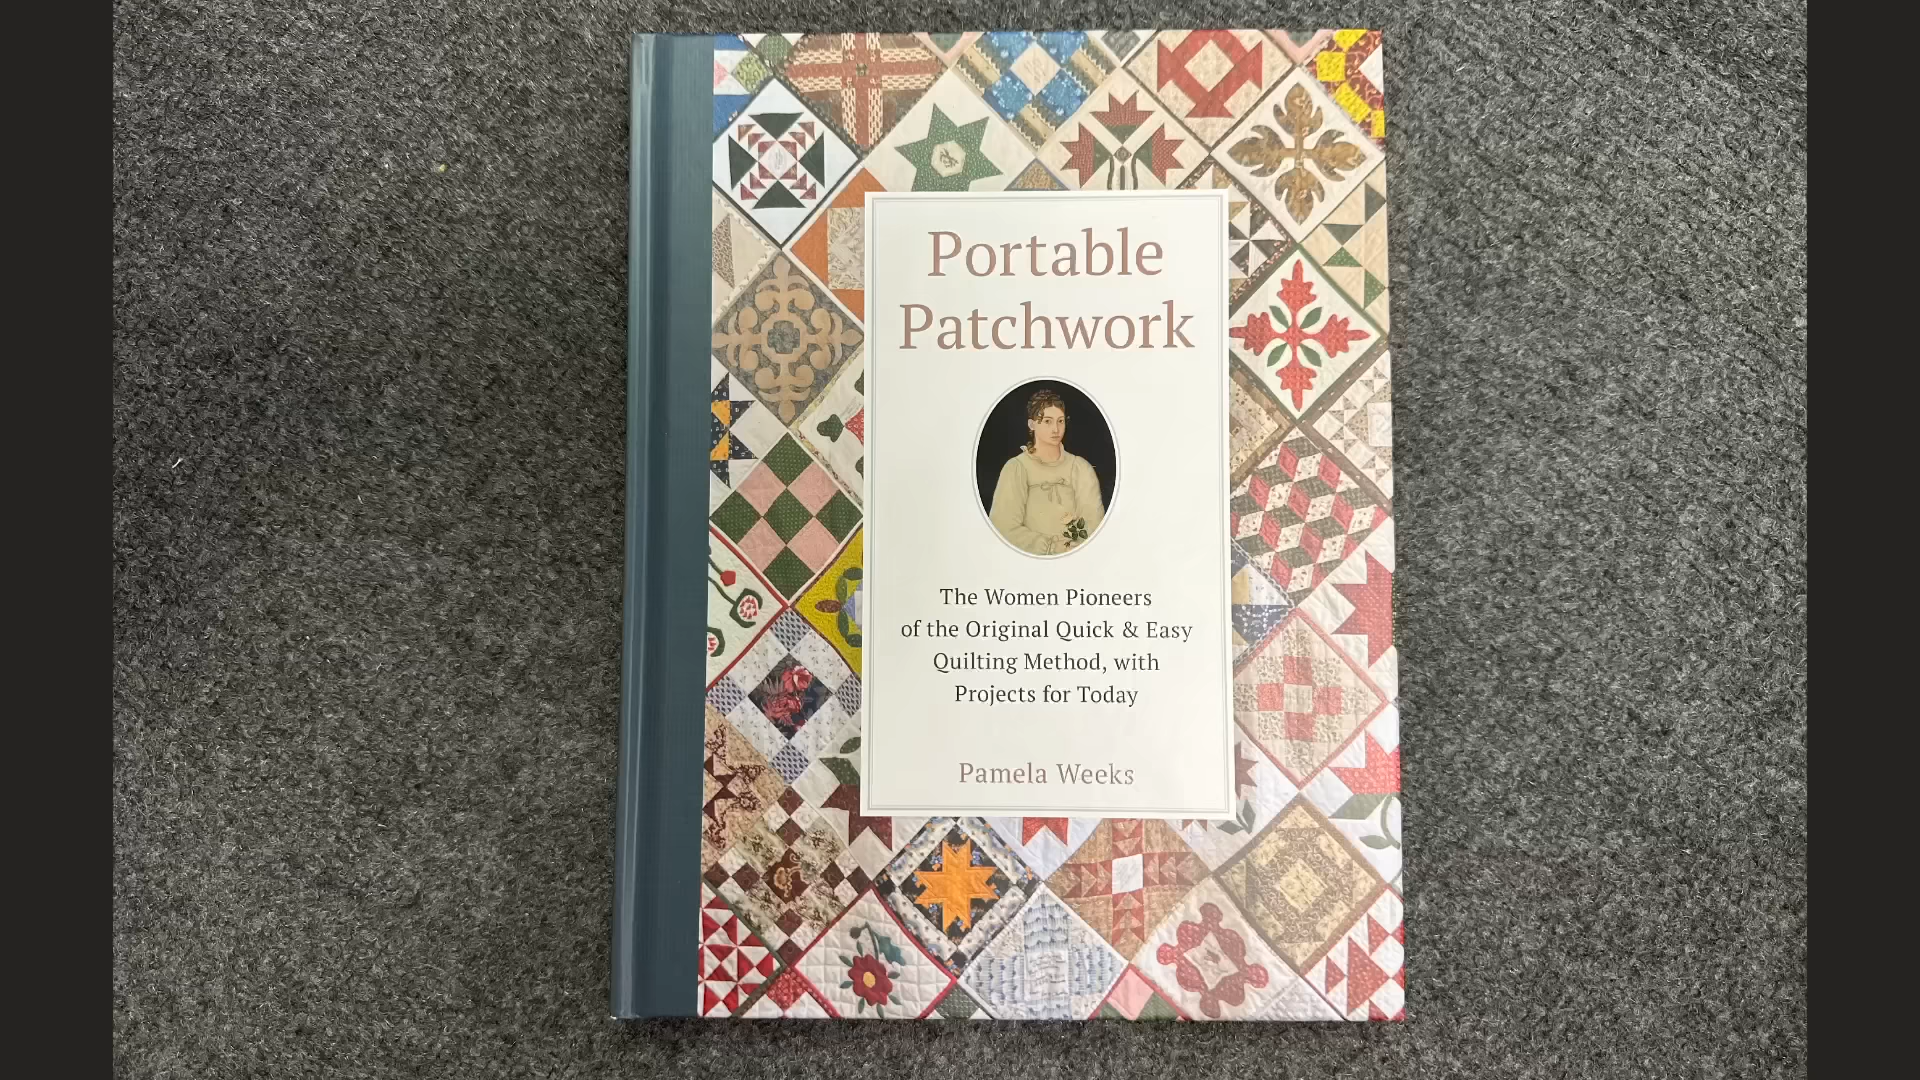 Portable
Patchwork
The Women Pioneers
of the Original Quick & Easy
Quilting Method, with
Projects for Today
Pamela Weeks